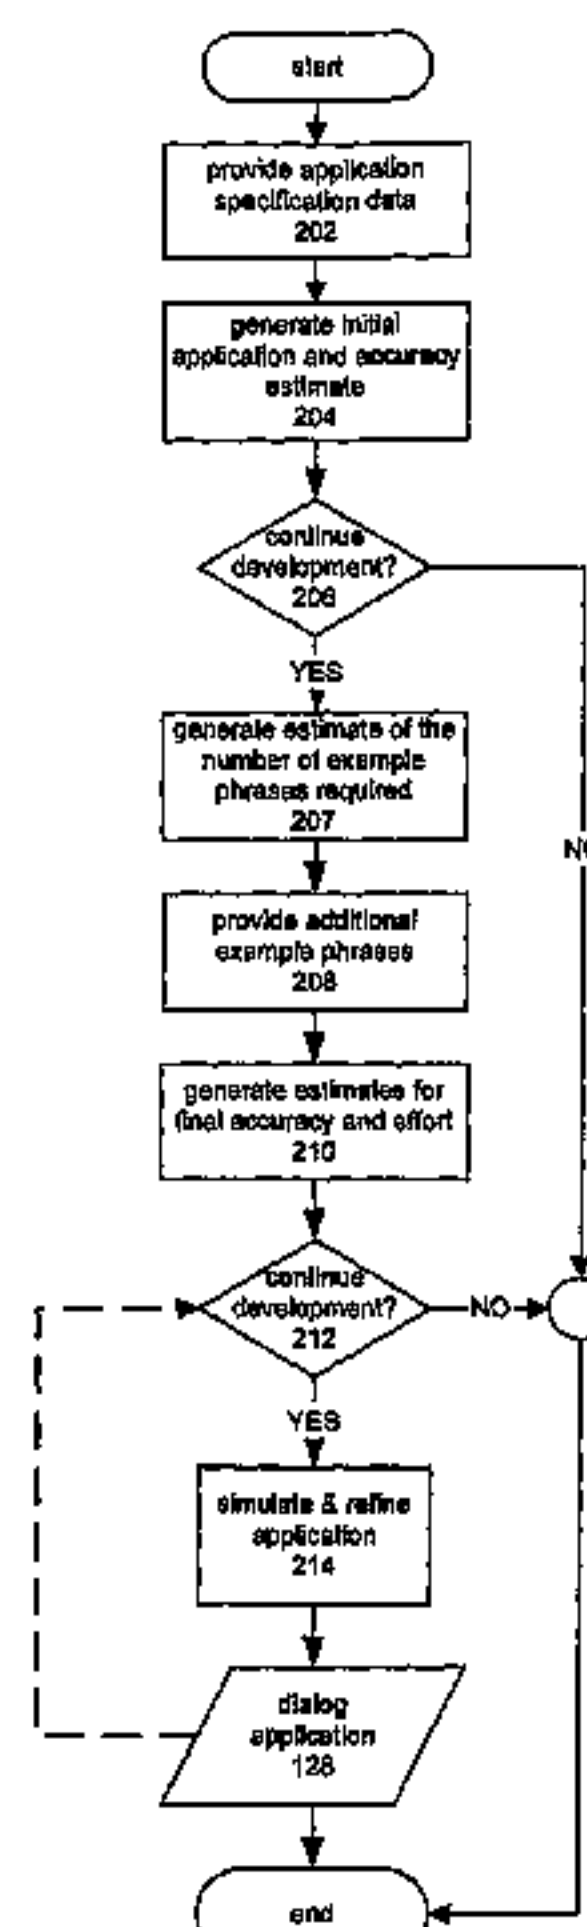 start
provide application
specification data
202
generate initial
application and accuracy
estimate
204
continue
development?
206
YES
generate estimate of the
number of example
phrases required
207
NO
provide additional
example phrases
208
generate estimates for
final accuracy and effort
210
continue
development?
212
NO
YES
simulate & refine
application
214
dialog
application
128
end